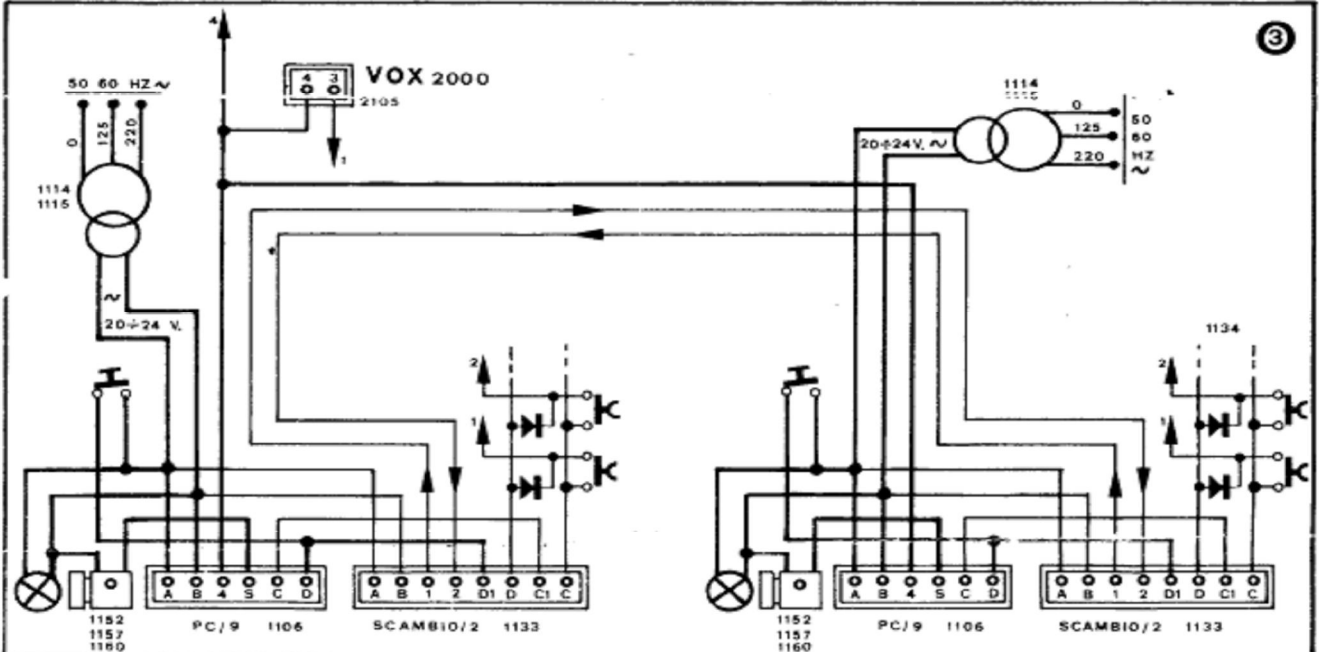 4
3
50 60 HZ ~
4 3
VOX 2000
2105
1
0 125 220
1114
1115
~
20÷24 V.
1114
0
125
220
50
60
HZ
~
20÷24 V. ~
1134
2
1
2
1
A B 4 S C D
A B 1 2 D1 D C1 C
A B 4 S C D
A B 1 2 D1 D C1 C
1152
1157
1160
PC/9 1106
SCAMBIO/2 1133
1152
1157
1160
PC/9 1106
SCAMBIO/2 1133